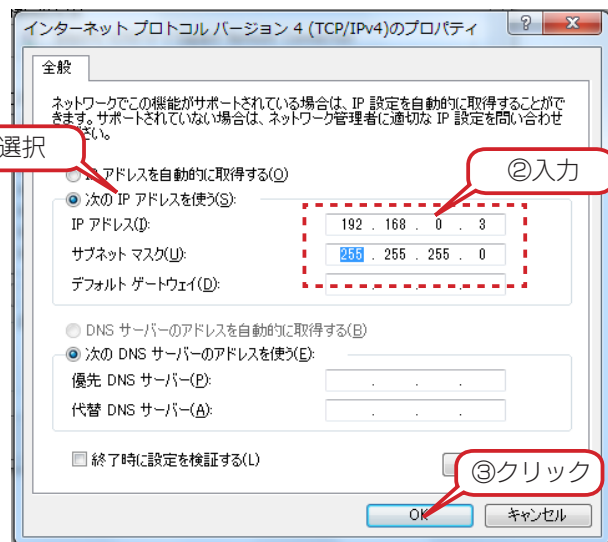 インターネット プロトコル バージョン 4 (TCP/IPv4)のプロパティ
全般
ネットワークでこの機能がサポートされている場合は、IP 設定を自動的に取得することがで
きます。サポートされていない場合は、ネットワーク管理者に適切な IP 設定を問い合わせ
さい。
選択
アドレスを自動的に取得する(O)
②入力
次の IP アドレスを使う(S):
IP アドレス(I): 192 . 168 . 0 . 3
サブネット マスク(U): 255 . 255 . 255 . 0
デフォルト ゲートウェイ(D): . . .
DNS サーバーのアドレスを自動的に取得する(B)
次の DNS サーバーのアドレスを使う(E):
優先 DNS サーバー(P): . . .
代替 DNS サーバー(A): . . .
終了時に設定を検証する(L)
③クリック
OK キャンセル